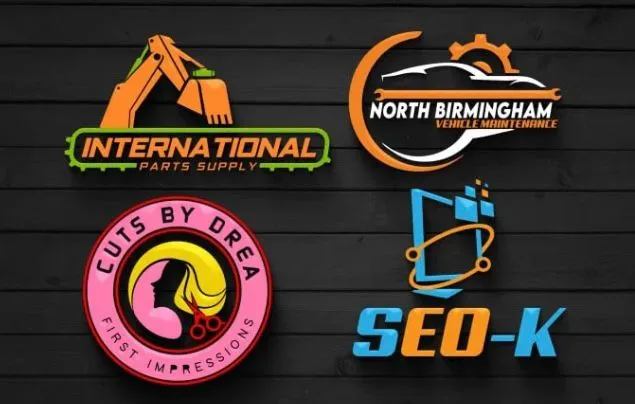 INTERNATIONAL
PARTS SUPPLY
NORTH BIRMINGHAM
VEHICLE MAINTENANCE
CUTS BY DREA
FIRST IMPRESSIONS
SEO-K